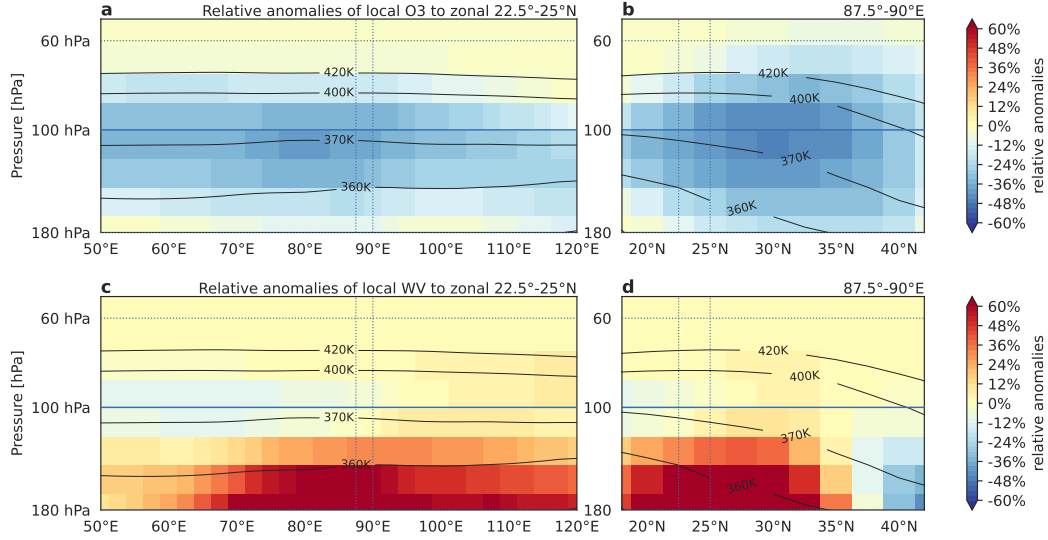 a Relative anomalies of local O3 to zonal 22.5°-25°N
b 87.5°-90°E
60 hPa
100 hPa
180 hPa
Pressure [hPa]
420K
400K
370K
360K
50°E 60°E 70°E 80°E 90°E 100°E 110°E 120°E
60
100
180
420K
400K
370K
360K
20°N 25°N 30°N 35°N 40°N
60%
48%
36%
24%
12%
0%
-12%
-24%
-36%
-48%
-60%
relative anomalies
c Relative anomalies of local WV to zonal 22.5°-25°N
d 87.5°-90°E
60 hPa
100 hPa
180 hPa
Pressure [hPa]
420K
400K
370K
360K
50°E 60°E 70°E 80°E 90°E 100°E 110°E 120°E
60
100
180
420K
400K
370K
360K
20°N 25°N 30°N 35°N 40°N
60%
48%
36%
24%
12%
0%
-12%
-24%
-36%
-48%
-60%
relative anomalies